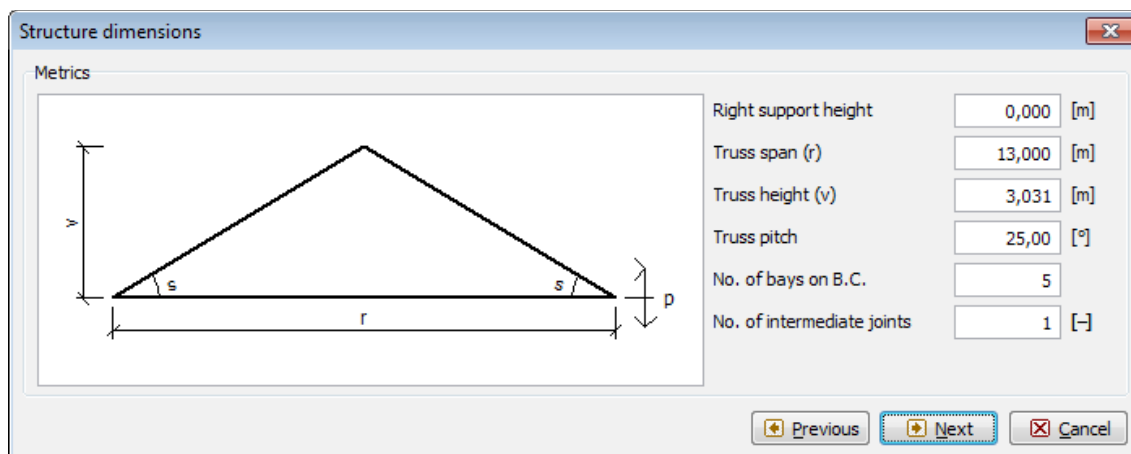 Structure dimensions
Metrics
Right support height 0,000 [m]
Truss span (r) 13,000 [m]
Truss height (v) 3,031 [m]
Truss pitch 25,00 [°]
No. of bays on B.C. 5
No. of intermediate joints 1 [–]
v
s
s
p
r
Previous Next Cancel